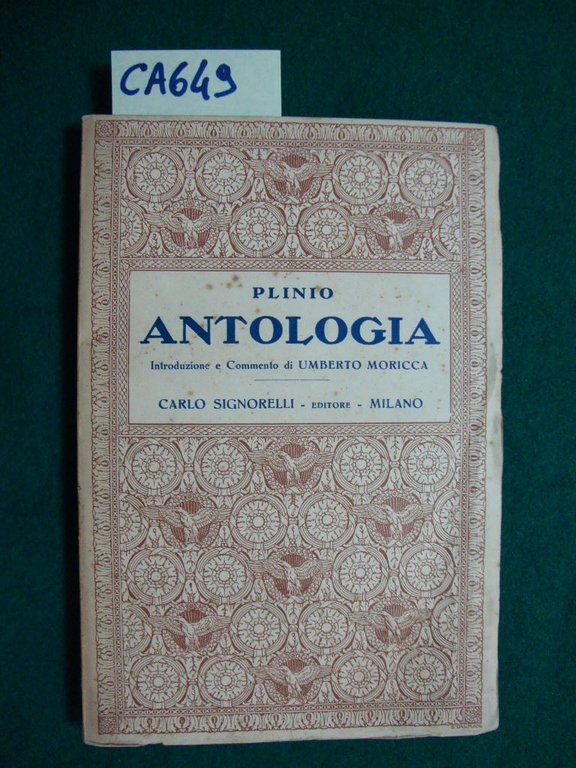 CA649
PLINIO
ANTOLOGIA
Introduzione e Commento di UMBERTO MORICCA
CARLO SIGNORELLI - EDITORE - MILANO